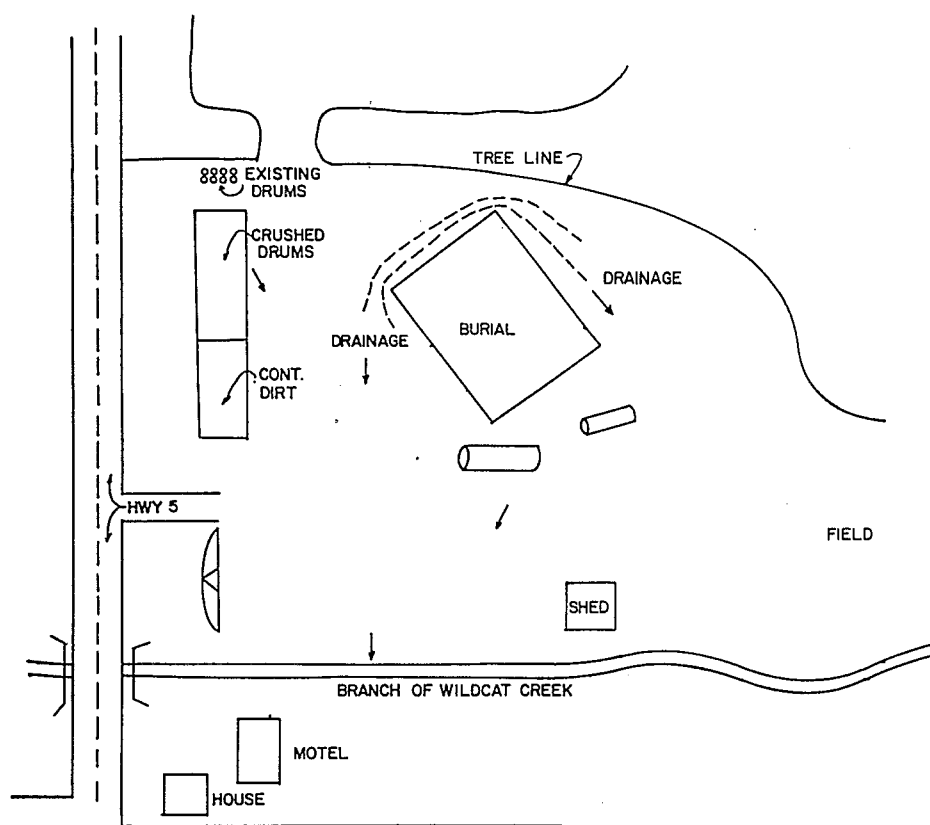 TREE LINE
EXISTING
DRUMS
CRUSHED
DRUMS
DRAINAGE
BURIAL
DRAINAGE
CONT.
DIRT
HWY 5
FIELD
SHED
BRANCH OF WILDCAT CREEK
MOTEL
HOUSE